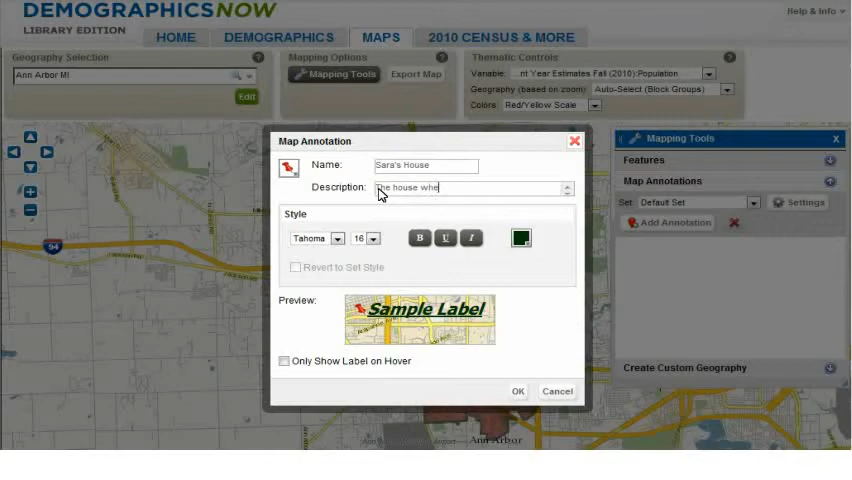 DEMOGRAPHICSNOW
LIBRARY EDITION
HOME
DEMOGRAPHICS
MAPS
2010 CENSUS & MORE
Help & Info
Geography Selection
Ann Arbor MI
Edit
Mapping Options
Mapping Tools
Export Map
Thematic Controls
Variable: ...nt Year Estimates Fall (2010):Population
Geography (based on zoom): Auto-Select (Block Groups)
Colors: Red/Yellow Scale
94
Map Annotation
Name: Sara's House
Description: The house whe
Style
Tahoma
16
B
U
I
Revert to Set Style
Preview:
Sample Label
Only Show Label on Hover
OK
Cancel
Mapping Tools
X
Features
Map Annotations
Set: Default Set
Settings
Add Annotation
Create Custom Geography
Ann Arbor